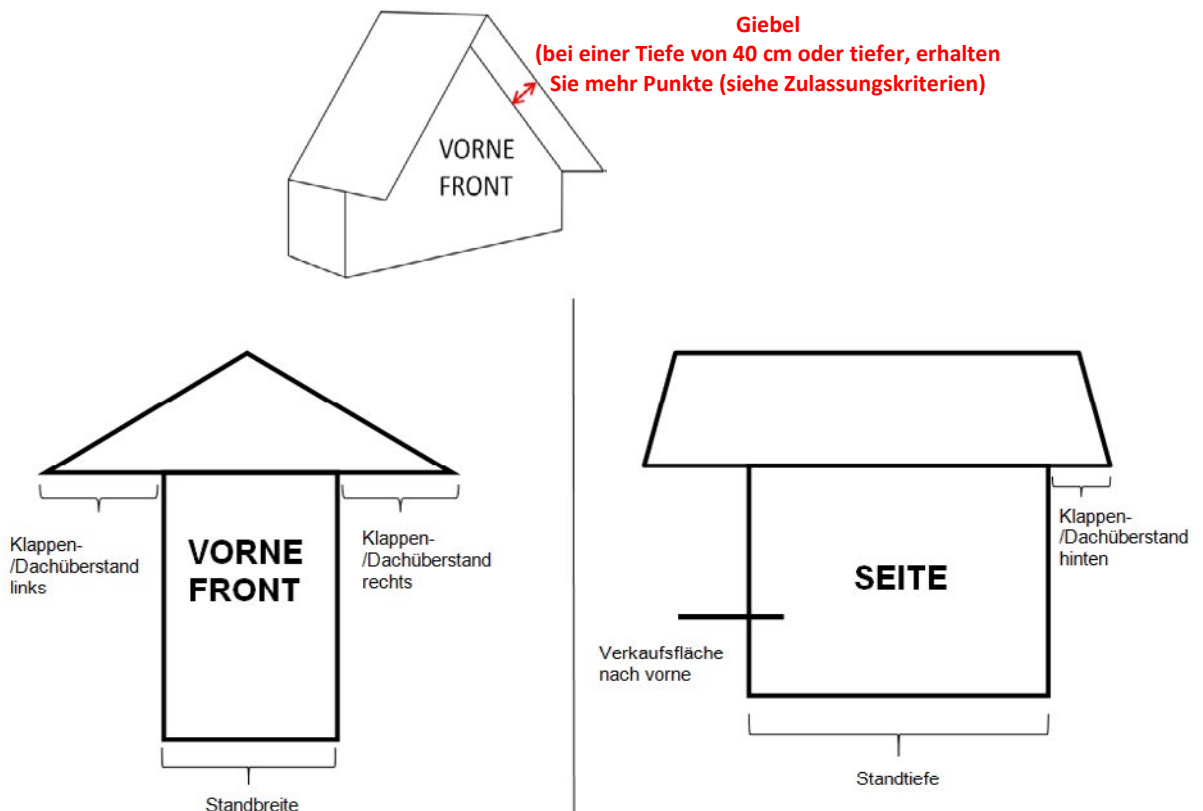 Giebel
(bei einer Tiefe von 40 cm oder tiefer, erhalten
Sie mehr Punkte (siehe Zulassungskriterien)
VORNE
FRONT
Klappen-
/Dachüberstand
links
VORNE
FRONT
Klappen-
/Dachüberstand
rechts
Standbreite
Klappen-
/Dachüberstand
hinten
SEITE
Verkaufsfläche
nach vorne
Standtiefe